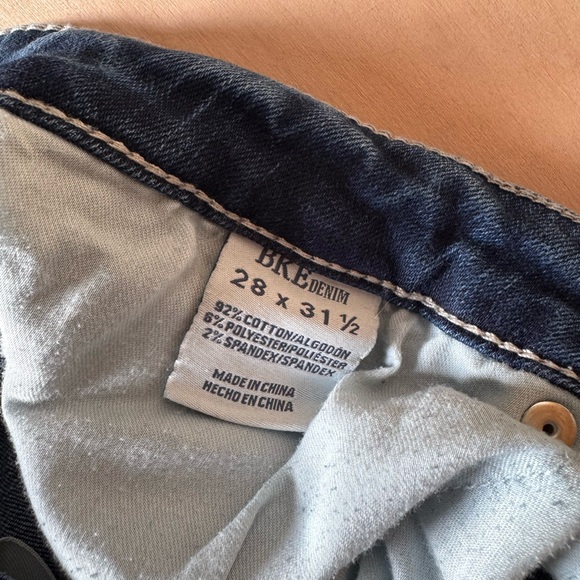 BKE DENIM
28 x 31 ½
92% COTTON/ALGODÓN
6% POLYESTER/POLIÉSTER
2% SPANDEX/SPANDEX
MADE IN CHINA
HECHO EN CHINA